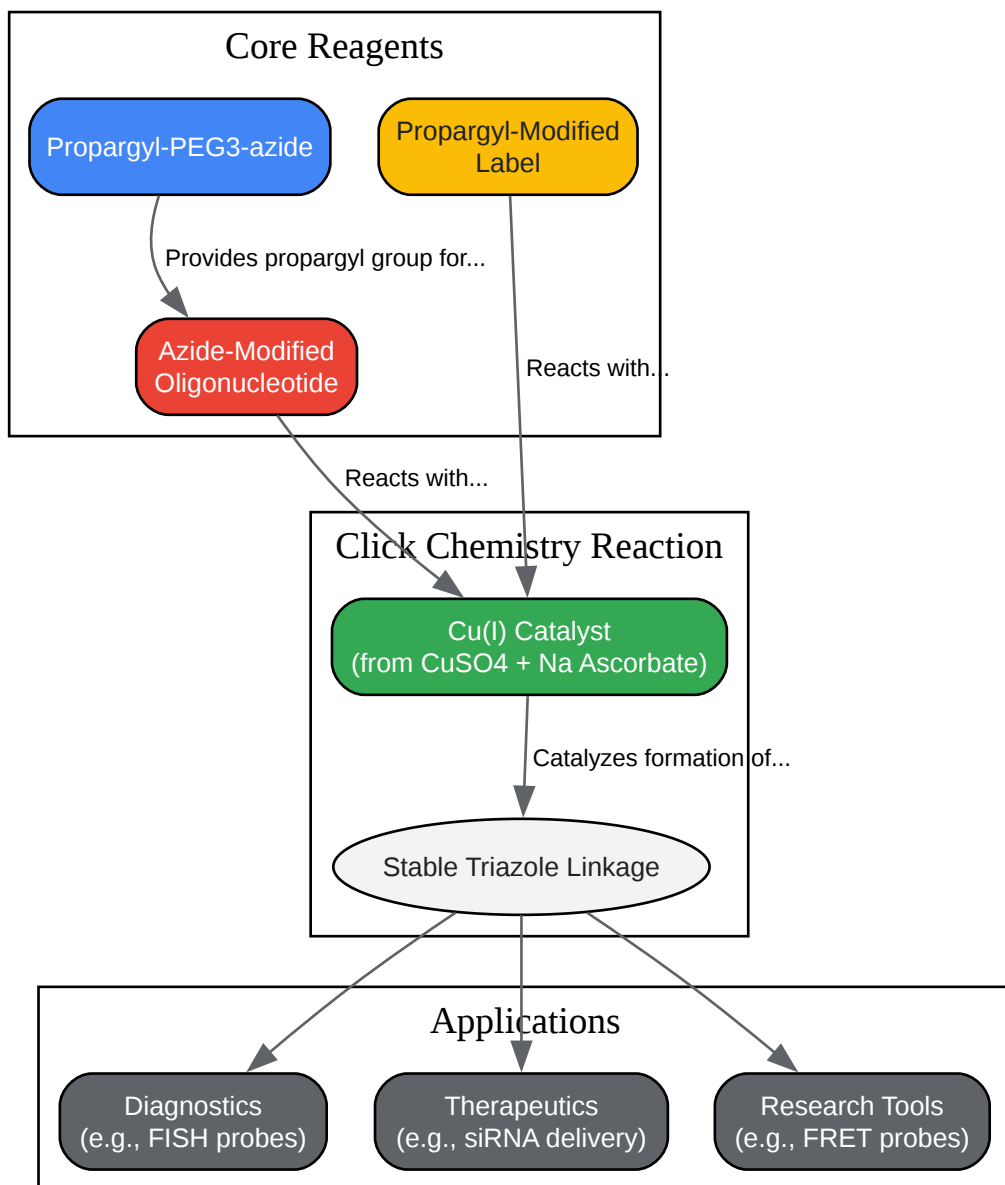 Core Reagents
Propargyl-PEG3-azide
Propargyl-Modified
Label
Provides propargyl group for...
Azide-Modified
Oligonucleotide
Reacts with...
Reacts with...
Click Chemistry Reaction
Cu(I) Catalyst
(from CuSO4 + Na Ascorbate)
Catalyzes formation of...
Stable Triazole Linkage
Applications
Diagnostics
(e.g., FISH probes)
Therapeutics
(e.g., siRNA delivery)
Research Tools
(e.g., FRET probes)